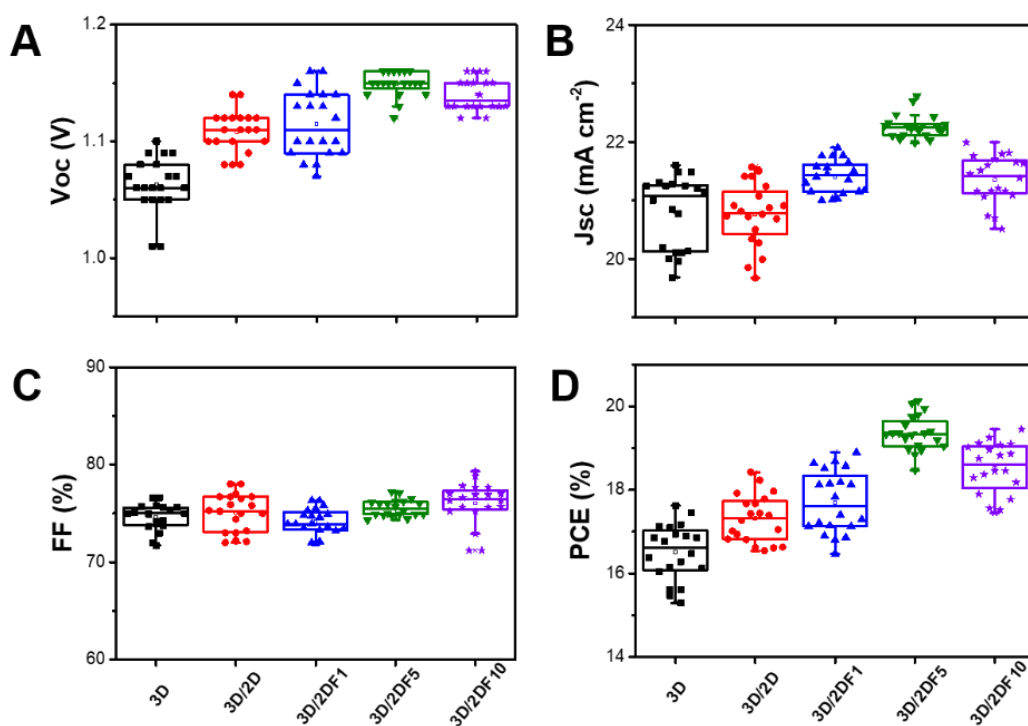 A
Voc (V)
1.2
1.1
1.0
B
Jsc (mA cm-2)
24
22
20
C
FF (%)
90
80
70
60
3D
3D/2D
3D/2DF1
3D/2DF5
3D/2DF10
D
PCE (%)
20
18
16
14
3D
3D/2D
3D/2DF1
3D/2DF5
3D/2DF10